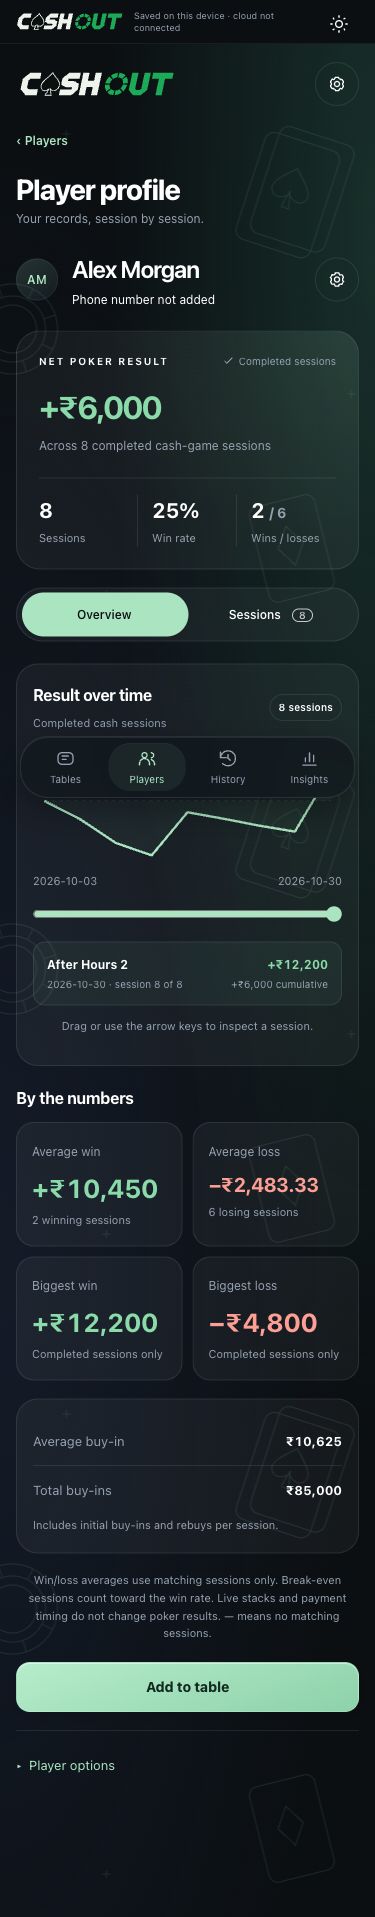 CASHOUT
Saved on this device · cloud not
connected
CASHOUT
‹ Players
Player profile
Your records, session by session.
AM
Alex Morgan
Phone number not added
NET POKER RESULT
✓ Completed sessions
+₹6,000
Across 8 completed cash-game sessions
8
Sessions
25%
Win rate
2 / 6
Wins / losses
Overview
Sessions 8
Result over time
Completed cash sessions
8 sessions
Tables
Players
History
Insights
2026-10-03
2026-10-30
After Hours 2
+₹12,200
2026-10-30 · session 8 of 8
+₹6,000 cumulative
Drag or use the arrow keys to inspect a session.
By the numbers
Average win
+₹10,450
2 winning sessions
Average loss
−₹2,483.33
6 losing sessions
Biggest win
+₹12,200
Completed sessions only
Biggest loss
−₹4,800
Completed sessions only
Average buy-in
₹10,625
Total buy-ins
₹85,000
Includes initial buy-ins and rebuys per session.
Win/loss averages use matching sessions only. Break-even
sessions count toward the win rate. Live stacks and payment
timing do not change poker results. — means no matching
sessions.
Add to table
▸ Player options